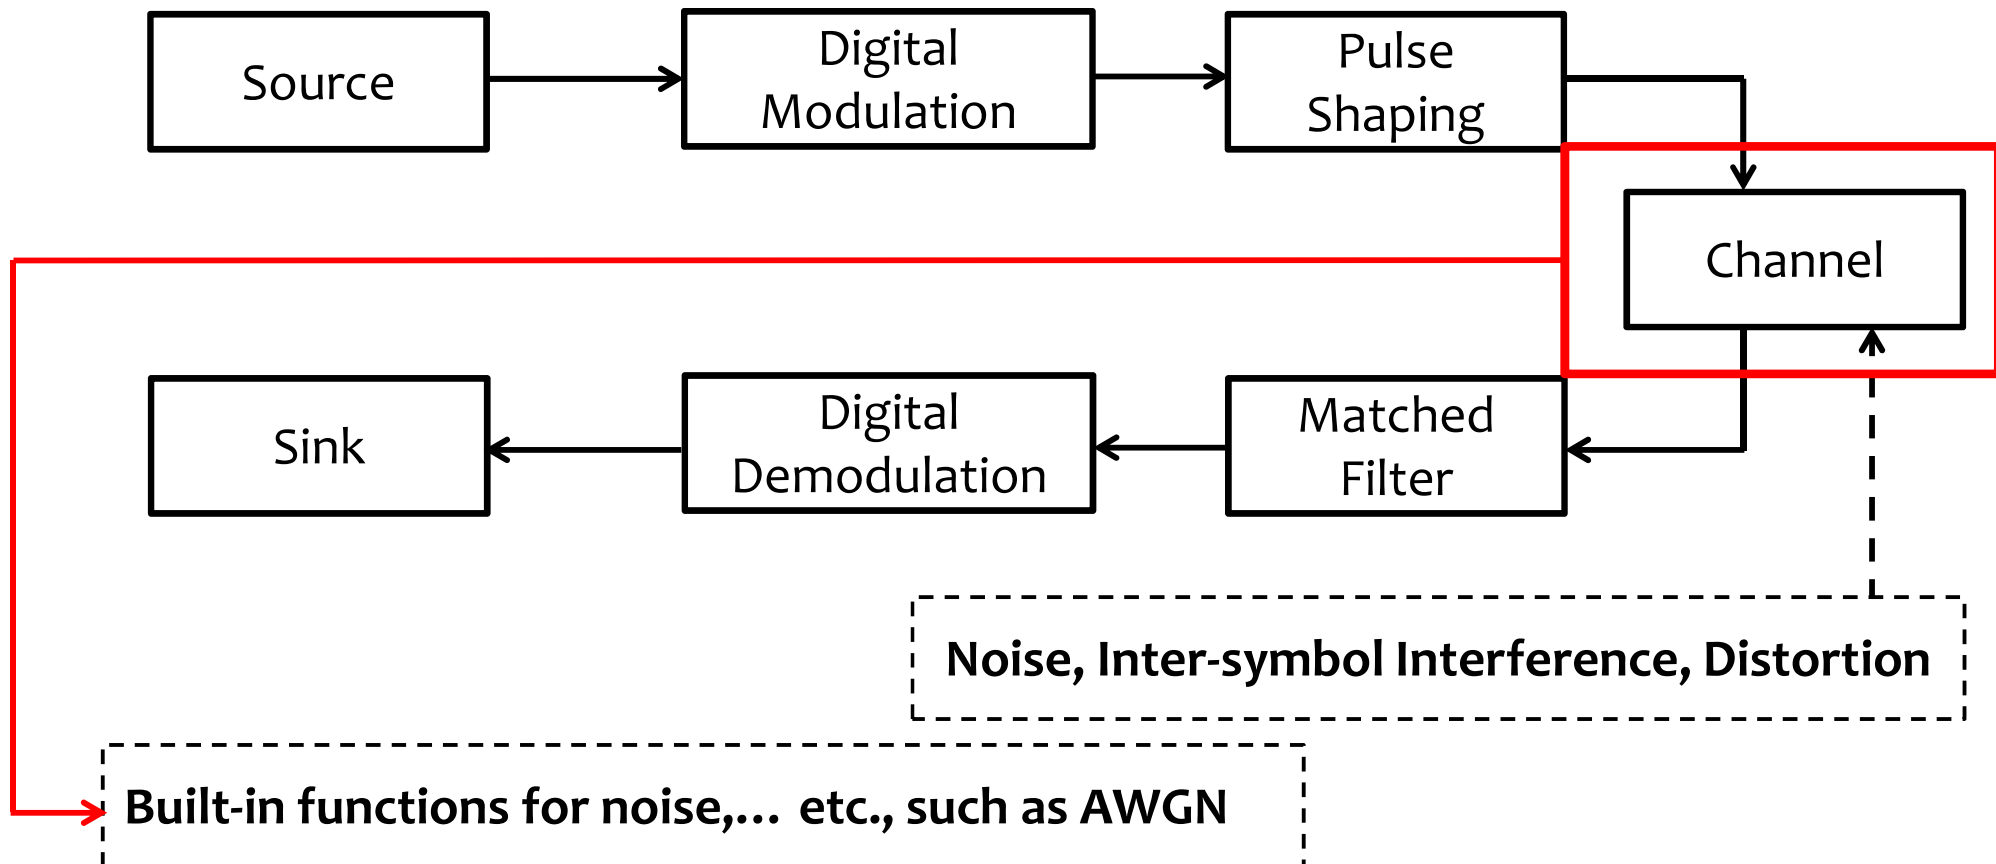 Source
Digital
Modulation
Pulse
Shaping
Channel
Sink
Digital
Demodulation
Matched
Filter
Noise, Inter-symbol Interference, Distortion
Built-in functions for noise,... etc., such as AWGN